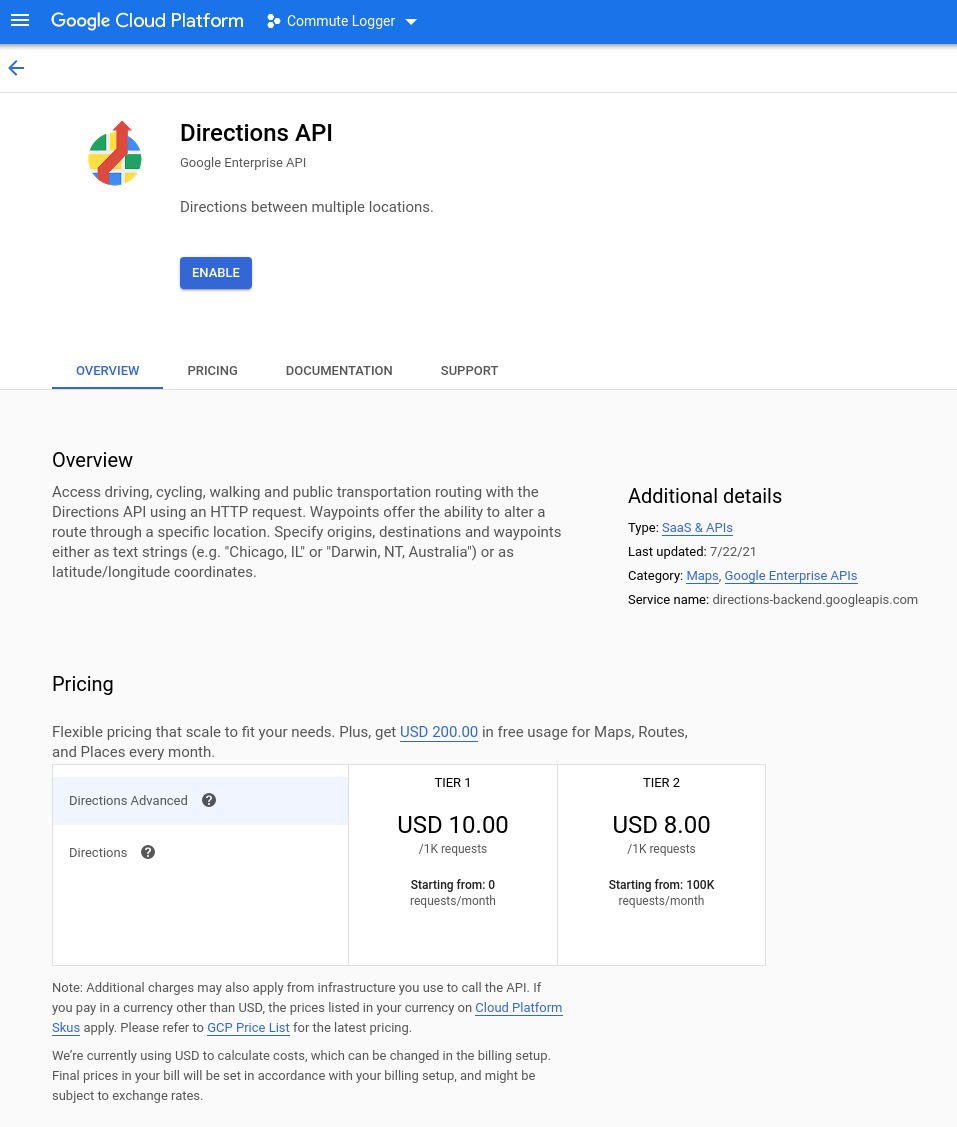 Google Cloud Platform
Commute Logger
Directions API
Google Enterprise API
Directions between multiple locations.
ENABLE
OVERVIEW PRICING DOCUMENTATION SUPPORT
Overview
Access driving, cycling, walking and public transportation routing with the
Directions API using an HTTP request. Waypoints offer the ability to alter a
route through a specific location. Specify origins, destinations and waypoints
either as text strings (e.g. "Chicago, IL" or "Darwin, NT, Australia") or as
latitude/longitude coordinates.
Additional details
Type: SaaS & APIs
Last updated: 7/22/21
Category: Maps, Google Enterprise APIs
Service name: directions-backend.googleapis.com
Pricing
Flexible pricing that scale to fit your needs. Plus, get USD 200.00 in free usage for Maps, Routes,
and Places every month.
Directions Advanced ?
Directions ?
TIER 1
USD 10.00
/1K requests
Starting from: 0
requests/month
TIER 2
USD 8.00
/1K requests
Starting from: 100K
requests/month
Note: Additional charges may also apply from infrastructure you use to call the API. If
you pay in a currency other than USD, the prices listed in your currency on Cloud Platform
Skus apply. Please refer to GCP Price List for the latest pricing.
We're currently using USD to calculate costs, which can be changed in the billing setup.
Final prices in your bill will be set in accordance with your billing setup, and might be
subject to exchange rates.